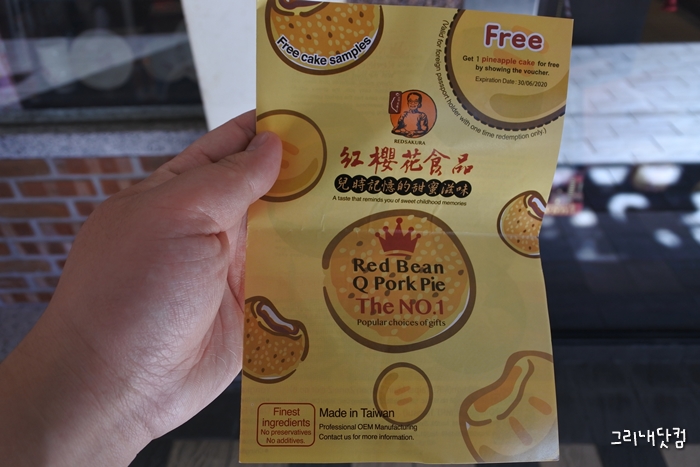 Free cake samples
Free
Get 1 pineapple cake for free
by showing the voucher.
Expiration Date: 30/06/2020
(Valid for foreign passport holder with one time redemption only.)
REDSAKURA
紅櫻花食品
兒時記憶的甜蜜滋味
A taste that reminds you of sweet childhood memories
Red Bean
Q Pork Pie
The NO.1
Popular choices of gifts
Finest
ingredients
No preservatives
No additives.
Made in Taiwan
Professional OEM Manufacturing
Contact us for more information.
그리내닷컴